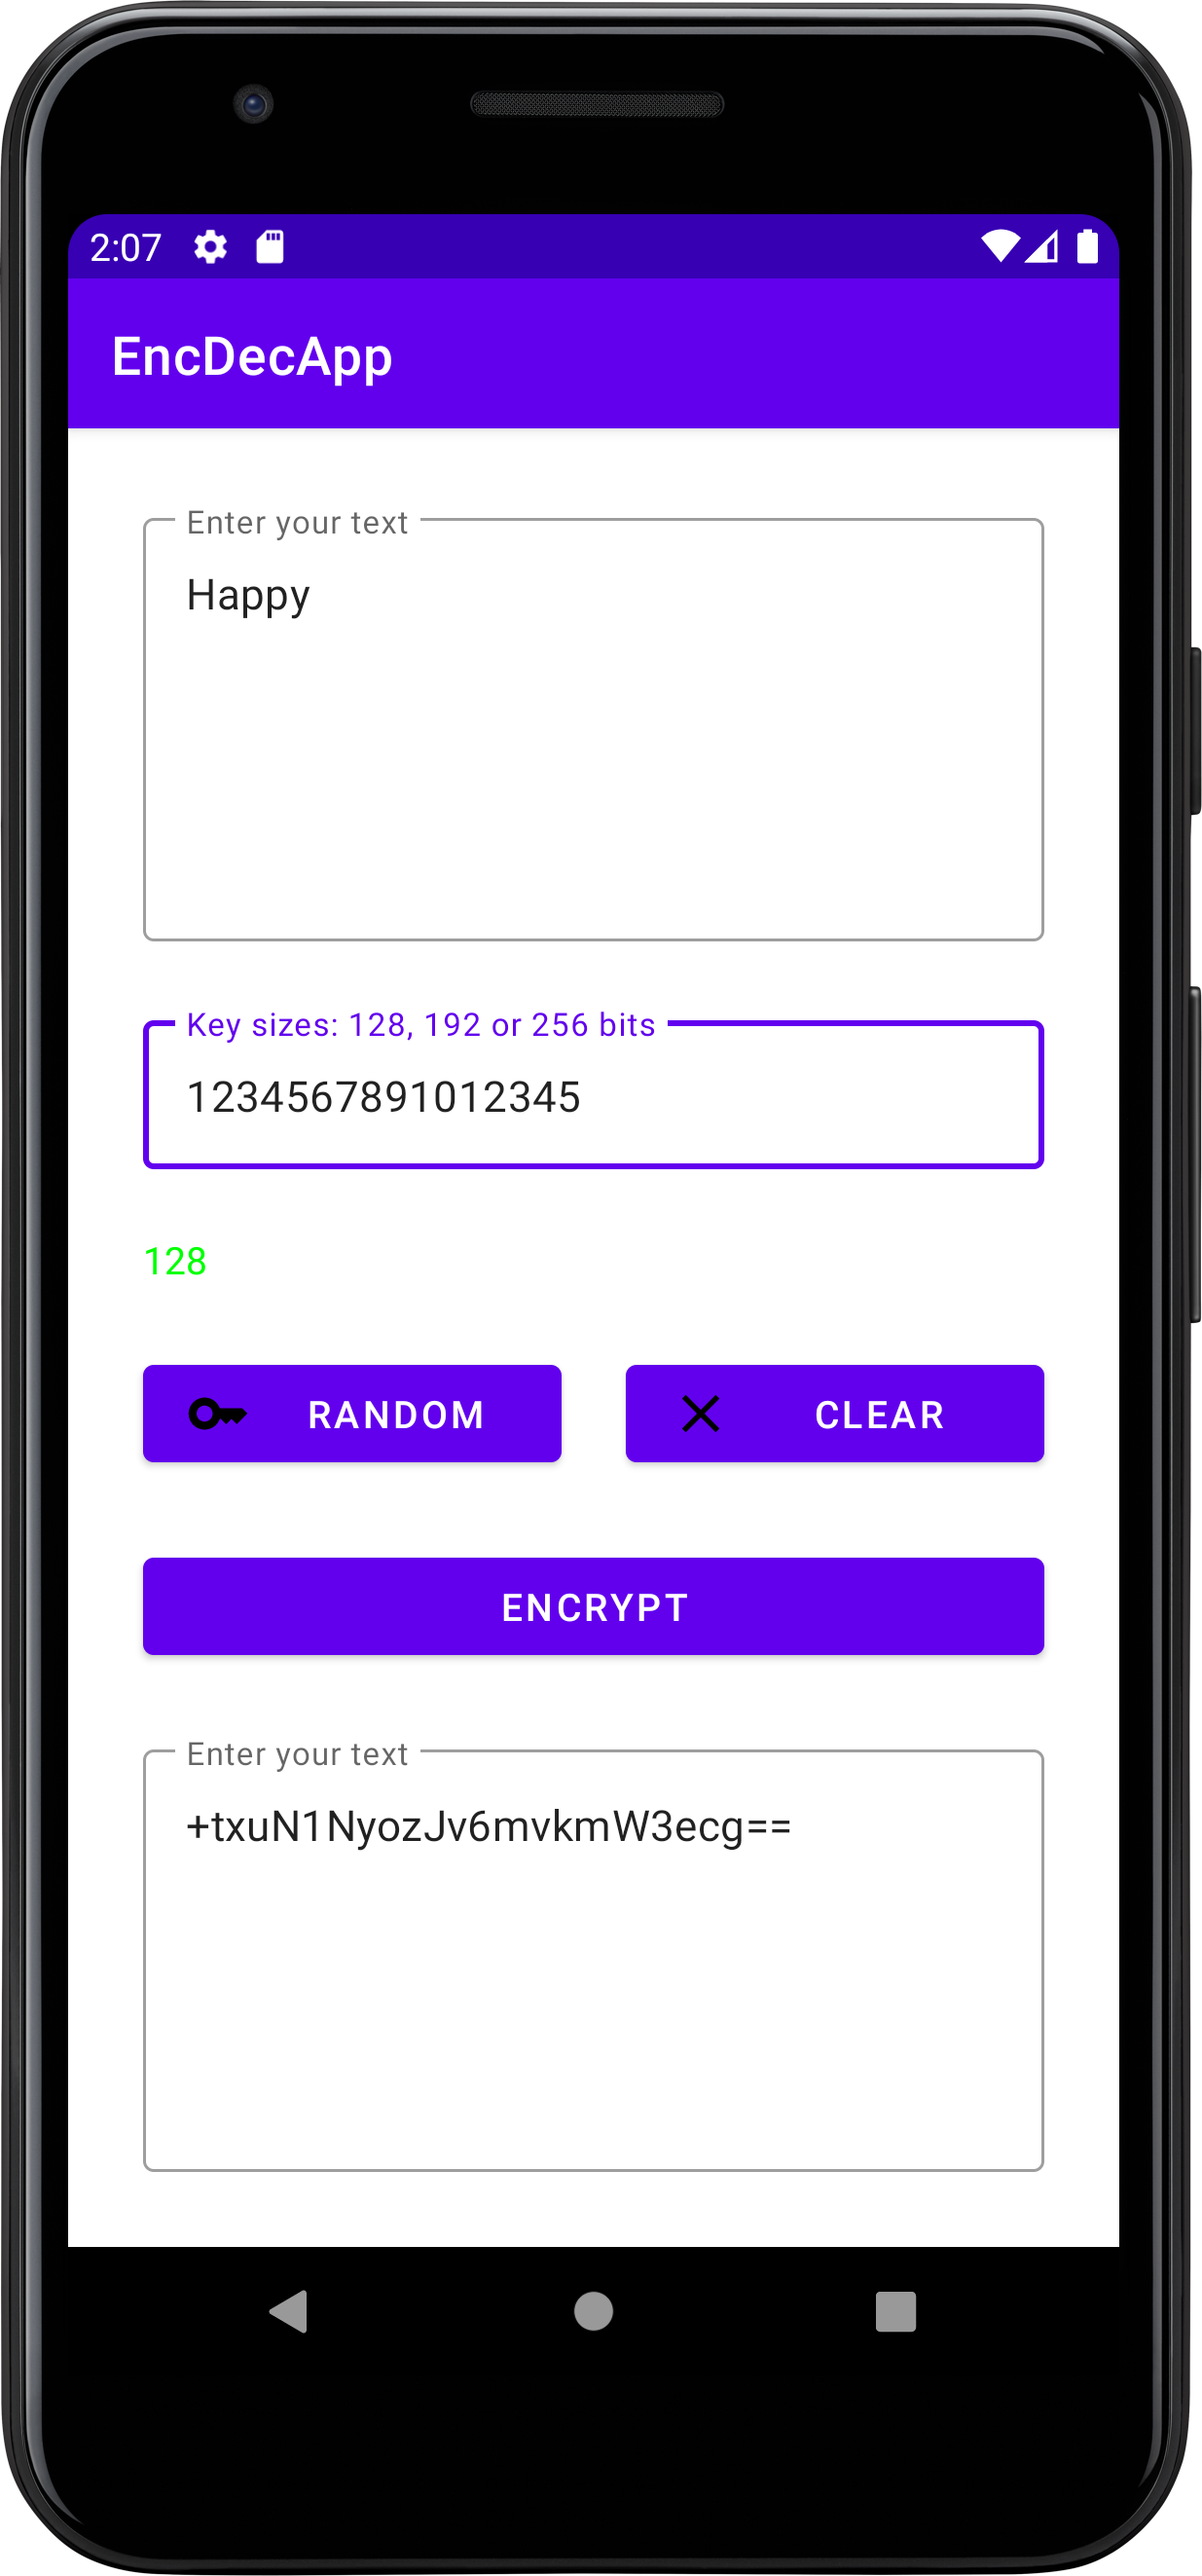 2:07
EncDecApp
Enter your text
Happy
Key sizes: 128, 192 or 256 bits
1234567891012345
128
RANDOM
CLEAR
ENCRYPT
Enter your text
+txuN1NyozJv6mvkmW3ecg==